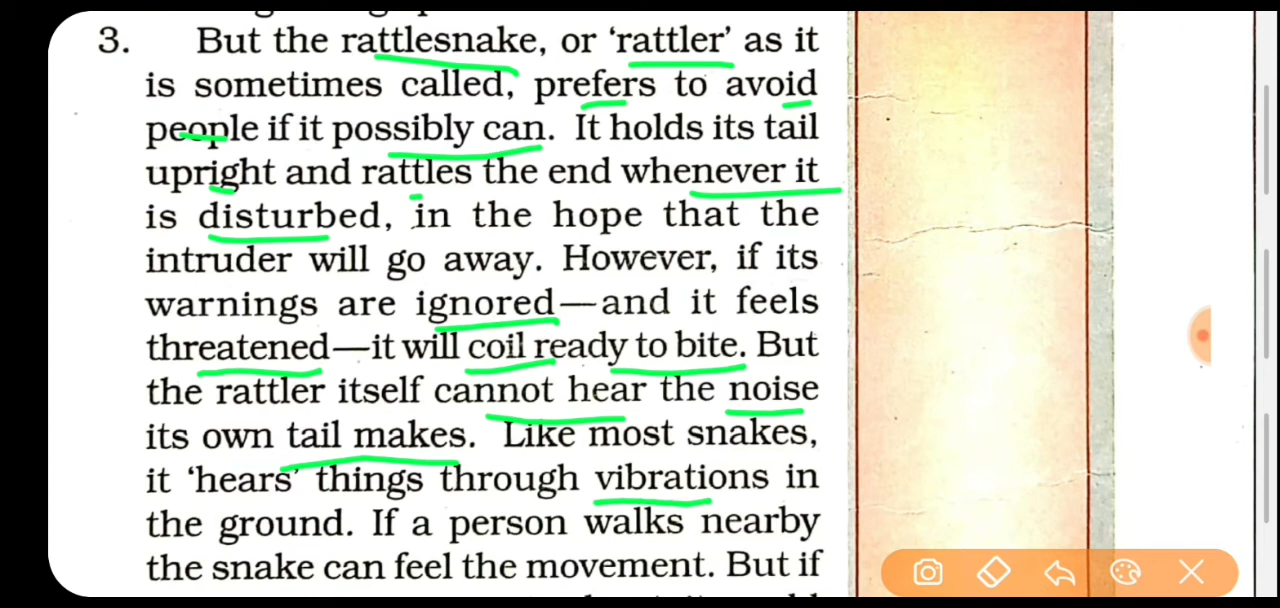 3. But the rattlesnake, or ‘rattler’ as it
is sometimes called, prefers to avoid
people if it possibly can. It holds its tail
upright and rattles the end whenever it
is disturbed, in the hope that the
intruder will go away. However, if its
warnings are ignored—and it feels
threatened—it will coil ready to bite. But
the rattler itself cannot hear the noise
its own tail makes. Like most snakes,
it ‘hears’ things through vibrations in
the ground. If a person walks nearby
the snake can feel the movement. But if